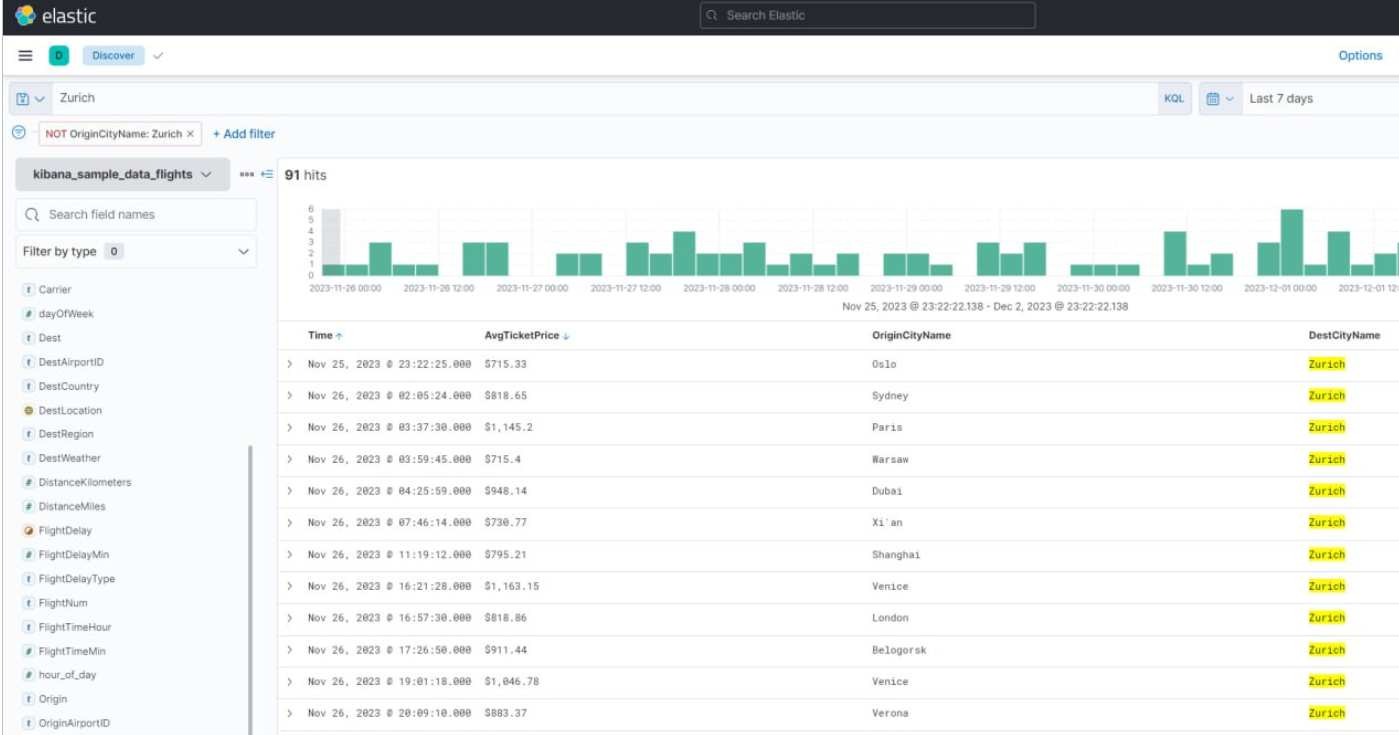 elastic
Search Elastic
D Discover
Options
Zurich KQL Last 7 days
NOT OriginCityName: Zurich × + Add filter
kibana_sample_data_flights
91 hits
Search field names
Filter by type 0
t Carrier
# dayOfWeek
t Dest
t DestAirportID
t DestCountry
DestLocation
t DestRegion
t DestWeather
# DistanceKilometers
# DistanceMiles
FlightDelay
# FlightDelayMin
t FlightDelayType
t FlightNum
t FlightTimeHour
# FlightTimeMin
# hour_of_day
t Origin
t OriginAirportID
6
5
4
3
2
1
0
2023-11-26 00:00 2023-11-26 12:00 2023-11-27 00:00 2023-11-27 12:00 2023-11-28 00:00 2023-11-28 12:00 2023-11-29 00:00 2023-11-29 12:00 2023-11-30 00:00 2023-11-30 12:00 2023-12-01 00:00 2023-12-01 12:
Nov 25, 2023 @ 23:22:22.138 - Dec 2, 2023 @ 23:22:22.138
Time ↑ AvgTicketPrice ↓ OriginCityName DestCityName
> Nov 25, 2023 @ 23:22:25.000 $715.33 Oslo Zurich
> Nov 26, 2023 @ 02:05:24.000 $818.65 Sydney Zurich
> Nov 26, 2023 @ 03:37:30.000 $1,145.2 Paris Zurich
> Nov 26, 2023 @ 03:59:45.000 $715.4 Warsaw Zurich
> Nov 26, 2023 @ 04:25:59.000 $948.14 Dubai Zurich
> Nov 26, 2023 @ 07:46:14.000 $730.77 Xi'an Zurich
> Nov 26, 2023 @ 11:19:12.000 $795.21 Shanghai Zurich
> Nov 26, 2023 @ 16:21:28.000 $1,163.15 Venice Zurich
> Nov 26, 2023 @ 16:57:30.000 $818.86 London Zurich
> Nov 26, 2023 @ 17:26:50.000 $911.44 Belogorsk Zurich
> Nov 26, 2023 @ 19:01:18.000 $1,046.78 Venice Zurich
> Nov 26, 2023 @ 20:09:10.000 $883.37 Verona Zurich